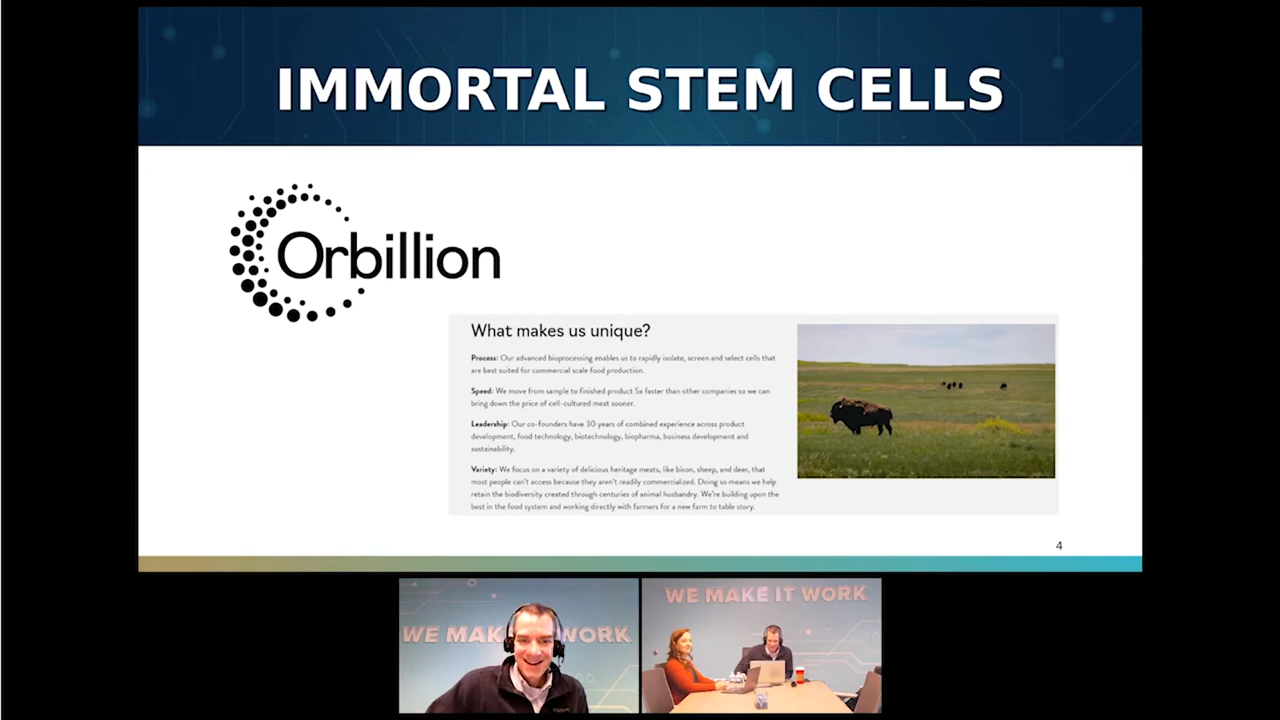 IMMORTAL STEM CELLS
Orbillion
What makes us unique?
Process: Our advanced bioprocessing enables us to rapidly isolate, screen and select cells that
are best suited for commercial scale food production.
Speed: We move from sample to finished product 5x faster than other companies so we can
bring down the price of cell-cultured meat sooner.
Leadership: Our co-founders have 30 years of combined experience across product
development, food technology, biotechnology, biopharma, business development and
sustainability.
Variety: We focus on a variety of delicious heritage meats, like bison, sheep, and deer, that
most people can't access because they aren't readily commercialized. Doing so means we help
retain the biodiversity created through centuries of animal husbandry. We're building upon the
best in the food system and working directly with farmers for a new farm to table story.
4
WE MAK WORK
WE MAKE IT WORK